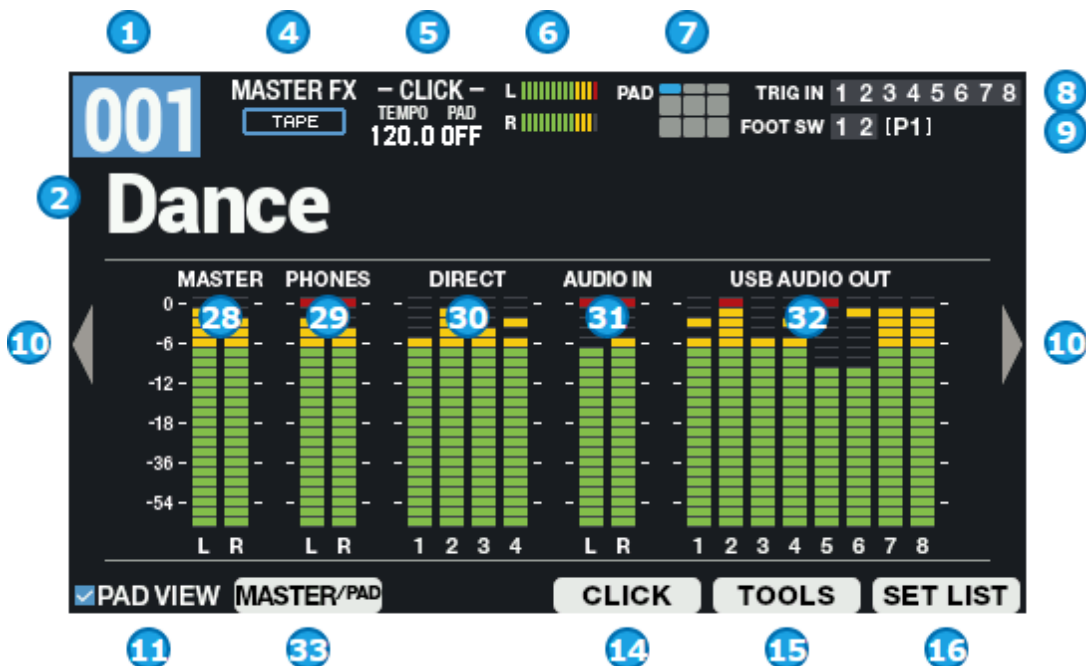 1 4 5 6 7
001 MASTER FX – CLICK – L PAD TRIG IN 1 2 3 4 5 6 7 8 8
TAPE TEMPO PAD R FOOT SW 1 2 [P1] 9
120.0 OFF
2 Dance
MASTER PHONES DIRECT AUDIO IN USB AUDIO OUT
0 28 29 30 31 32
10 -6 10
-12
-18
-36
-54
L R L R 1 2 3 4 L R 1 2 3 4 5 6 7 8
PAD VIEW MASTER/PAD CLICK TOOLS SET LIST
11 33 14 15 16